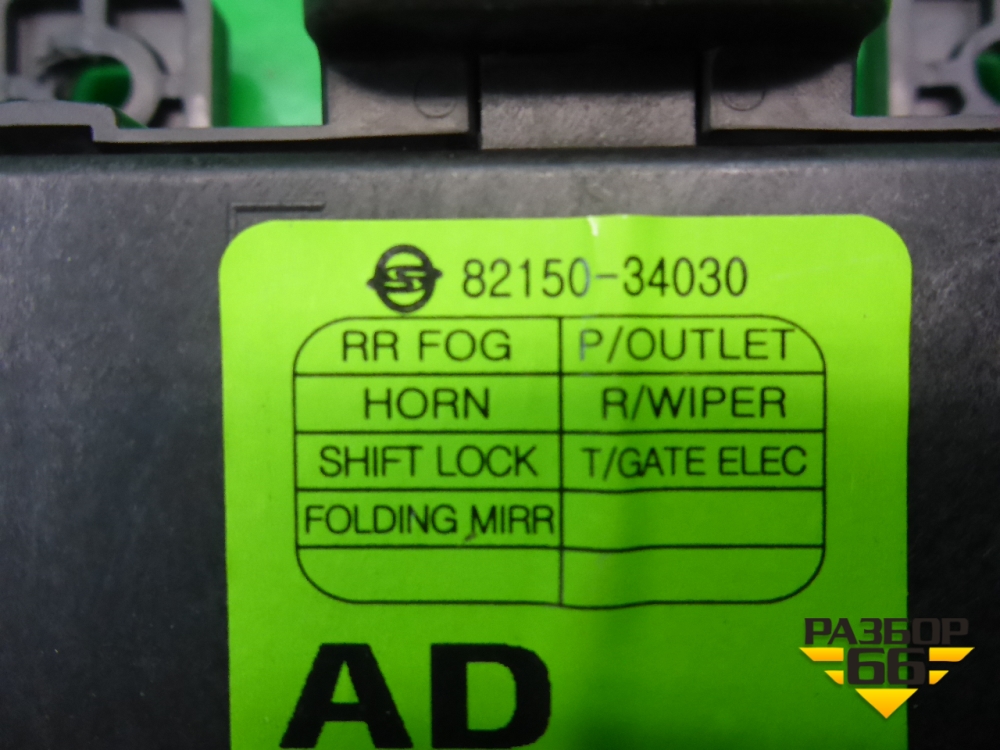 82150-34030
RR FOG P/OUTLET
HORN R/WIPER
SHIFT LOCK T/GATE ELEC
FOLDING MIRR
AD
РАЗБОР
66